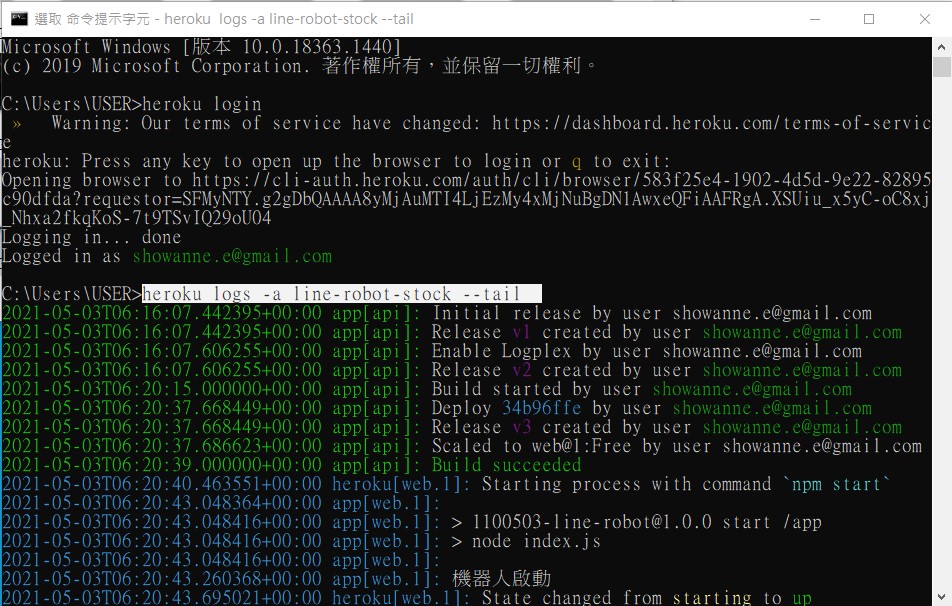 選取 命令提示字元 - heroku  logs -a line-robot-stock --tail
Microsoft Windows [版本 10.0.18363.1440]
(c) 2019 Microsoft Corporation. 著作權所有，並保留一切權利。
C:\Users\USER>heroku login
»   Warning: Our terms of service have changed: https://dashboard.heroku.com/terms-of-servic
e
heroku: Press any key to open up the browser to login or q to exit:
Opening browser to https://cli-auth.heroku.com/auth/cli/browser/583f25e4-1902-4d5d-9e22-82895
c90dfda?requestor=SFMyNTY.g2gDbQAAAA8yMjAuMTI4LjEzMy4xMjNuBgDN1AwxeQFiAAFRgA.XSUiu_x5yC-oC8xj
_Nhxa2fkqKoS-7t9TSvIQ29oUO4
Logging in... done
Logged in as showanne.e@gmail.com
C:\Users\USER>heroku logs -a line-robot-stock --tail
2021-05-03T06:16:07.442395+00:00 app[api]: Initial release by user showanne.e@gmail.com
2021-05-03T06:16:07.442395+00:00 app[api]: Release v1 created by user showanne.e@gmail.com
2021-05-03T06:16:07.606255+00:00 app[api]: Enable Logplex by user showanne.e@gmail.com
2021-05-03T06:16:07.606255+00:00 app[api]: Release v2 created by user showanne.e@gmail.com
2021-05-03T06:20:15.000000+00:00 app[api]: Build started by user showanne.e@gmail.com
2021-05-03T06:20:37.668449+00:00 app[api]: Deploy 34b96ffe by user showanne.e@gmail.com
2021-05-03T06:20:37.668449+00:00 app[api]: Release v3 created by user showanne.e@gmail.com
2021-05-03T06:20:37.686623+00:00 app[api]: Scaled to web@1:Free by user showanne.e@gmail.com
2021-05-03T06:20:39.000000+00:00 app[api]: Build succeeded
2021-05-03T06:20:40.463551+00:00 heroku[web.1]: Starting process with command `npm start`
2021-05-03T06:20:43.048364+00:00 app[web.1]:
2021-05-03T06:20:43.048416+00:00 app[web.1]: > 1100503-line-robot@1.0.0 start /app
2021-05-03T06:20:43.048416+00:00 app[web.1]: > node index.js
2021-05-03T06:20:43.048416+00:00 app[web.1]:
2021-05-03T06:20:43.260368+00:00 app[web.1]: 機器人啟動
2021-05-03T06:20:43.695021+00:00 heroku[web.1]: State changed from starting to up